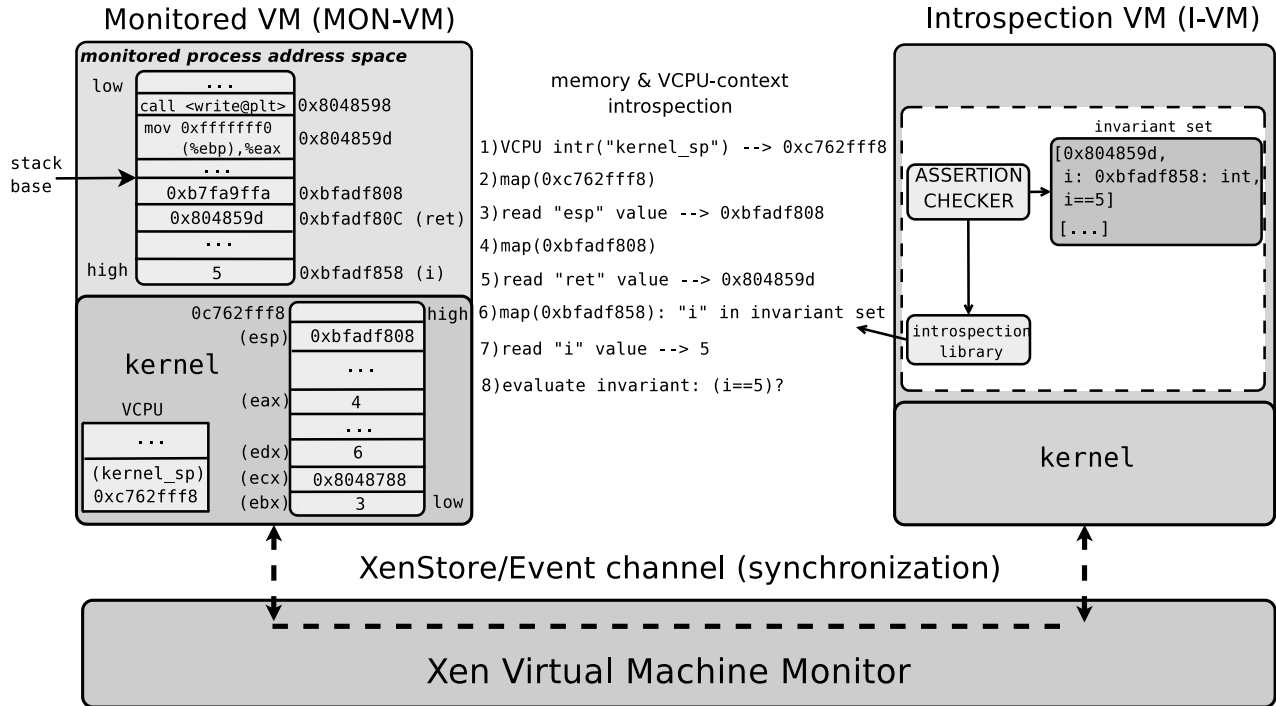 Monitored VM (MON-VM)
monitored process address space
low
...
call <write@plt>
0x8048598
mov 0xfffffff0
(%ebp),%eax
0x804859d
stack
base
...
0xb7fa9ffa
0xbfadf808
0x804859d
0xbfadf80C (ret)
...
high
5
0xbfadf858 (i)
0c762fff8
high
(esp)
0xbfadf808
kernel
...
(eax)
4
VCPU
...
...
(edx)
6
(kernel_sp)
0xc762fff8
(ecx)
0x8048788
(ebx)
3
low
memory & VCPU-context
introspection
1)VCPU intr("kernel_sp") --> 0xc762fff8
2)map(0xc762fff8)
3)read "esp" value --> 0xbfadf808
4)map(0xbfadf808)
5)read "ret" value --> 0x804859d
6)map(0xbfadf858): "i" in invariant set
7)read "i" value --> 5
8)evaluate invariant: (i==5)?
Introspection VM (I-VM)
invariant set
[0x804859d,
i: 0xbfadf858: int,
i==5]
[...]
ASSERTION
CHECKER
introspection
library
kernel
XenStore/Event channel (synchronization)
Xen Virtual Machine Monitor